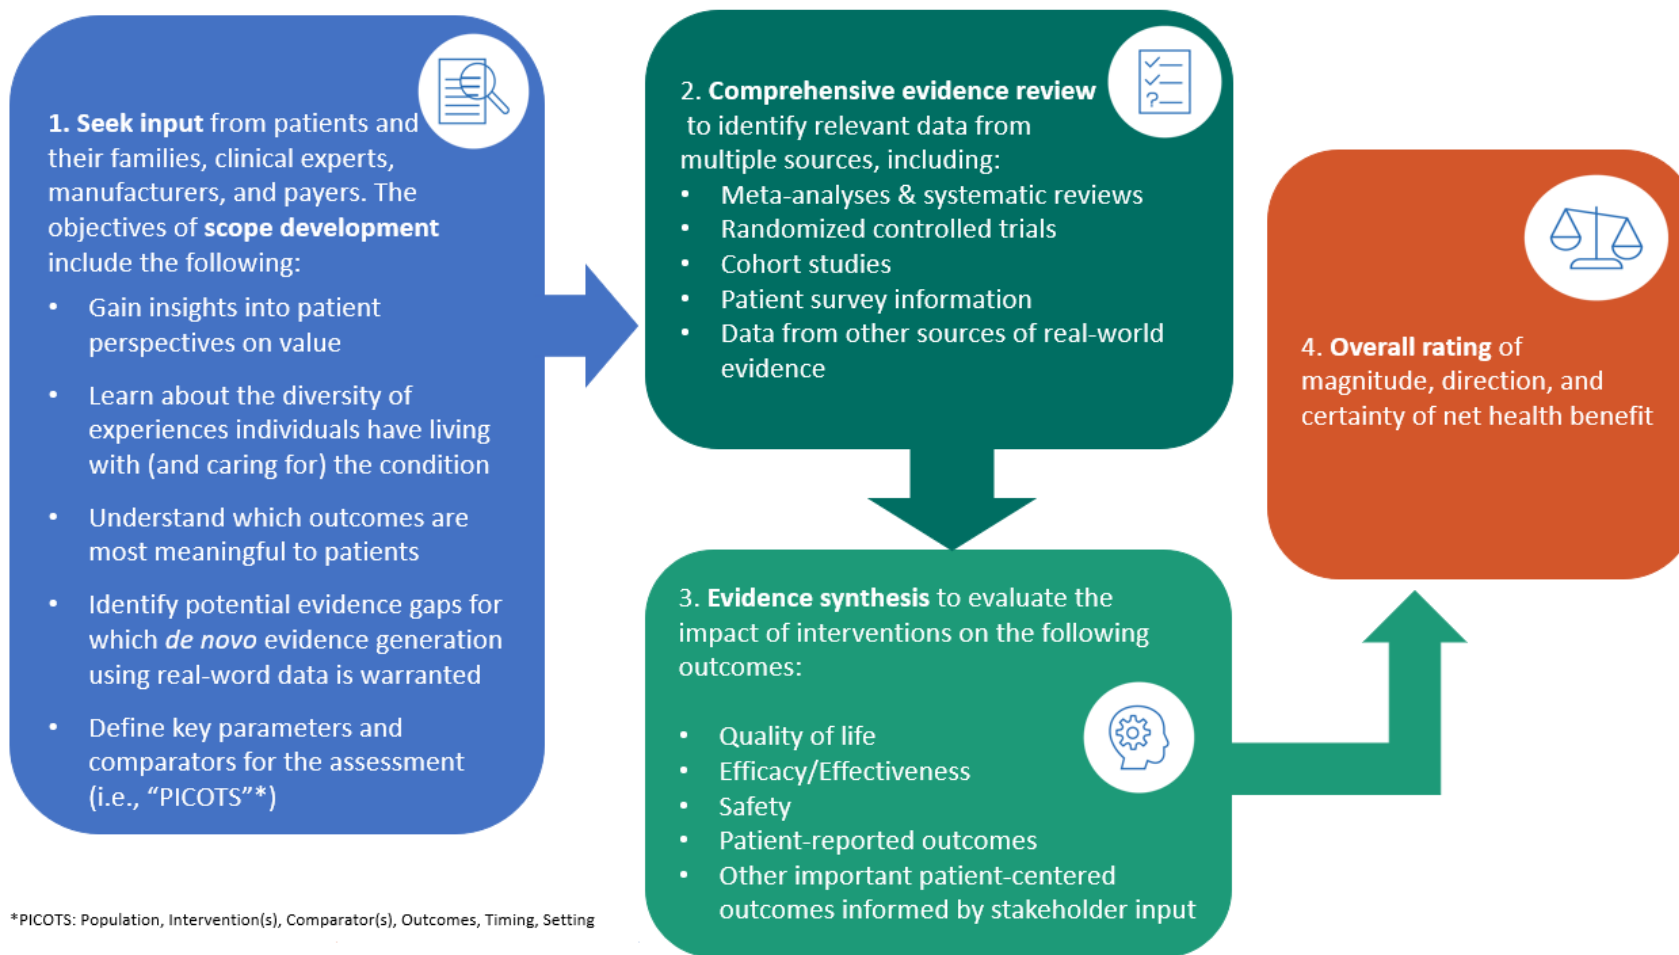 1. Seek input from patients and
their families, clinical experts,
manufacturers, and payers. The
objectives of scope development
include the following:
• Gain insights into patient
perspectives on value
• Learn about the diversity of
experiences individuals have living
with (and caring for) the condition
• Understand which outcomes are
most meaningful to patients
• Identify potential evidence gaps for
which de novo evidence generation
using real-word data is warranted
• Define key parameters and
comparators for the assessment
(i.e., “PICOTS”*)
2. Comprehensive evidence review
to identify relevant data from
multiple sources, including:
• Meta-analyses & systematic reviews
• Randomized controlled trials
• Cohort studies
• Patient survey information
• Data from other sources of real-world
evidence
3. Evidence synthesis to evaluate the
impact of interventions on the following
outcomes:
• Quality of life
• Efficacy/Effectiveness
• Safety
• Patient-reported outcomes
• Other important patient-centered
outcomes informed by stakeholder input
4. Overall rating of
magnitude, direction, and
certainty of net health benefit
*PICOTS: Population, Intervention(s), Comparator(s), Outcomes, Timing, Setting